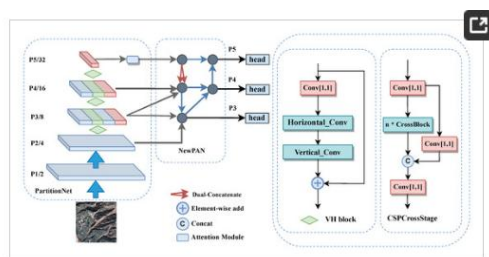 P5/32
P4/16
P3/8
P2/4
P1/2
PartitionNet
NewPAN
P5
head
P4
head
P3
head
Dual-Concatenate
Element-wise add
C
Concat
Attention Module
Conv[1,1]
Horizontal_Conv
Vertical_Conv
VH block
Conv[1,1]
n * CrossBlock
Conv[1,1]
C
Conv[1,1]
CSPCrossStage